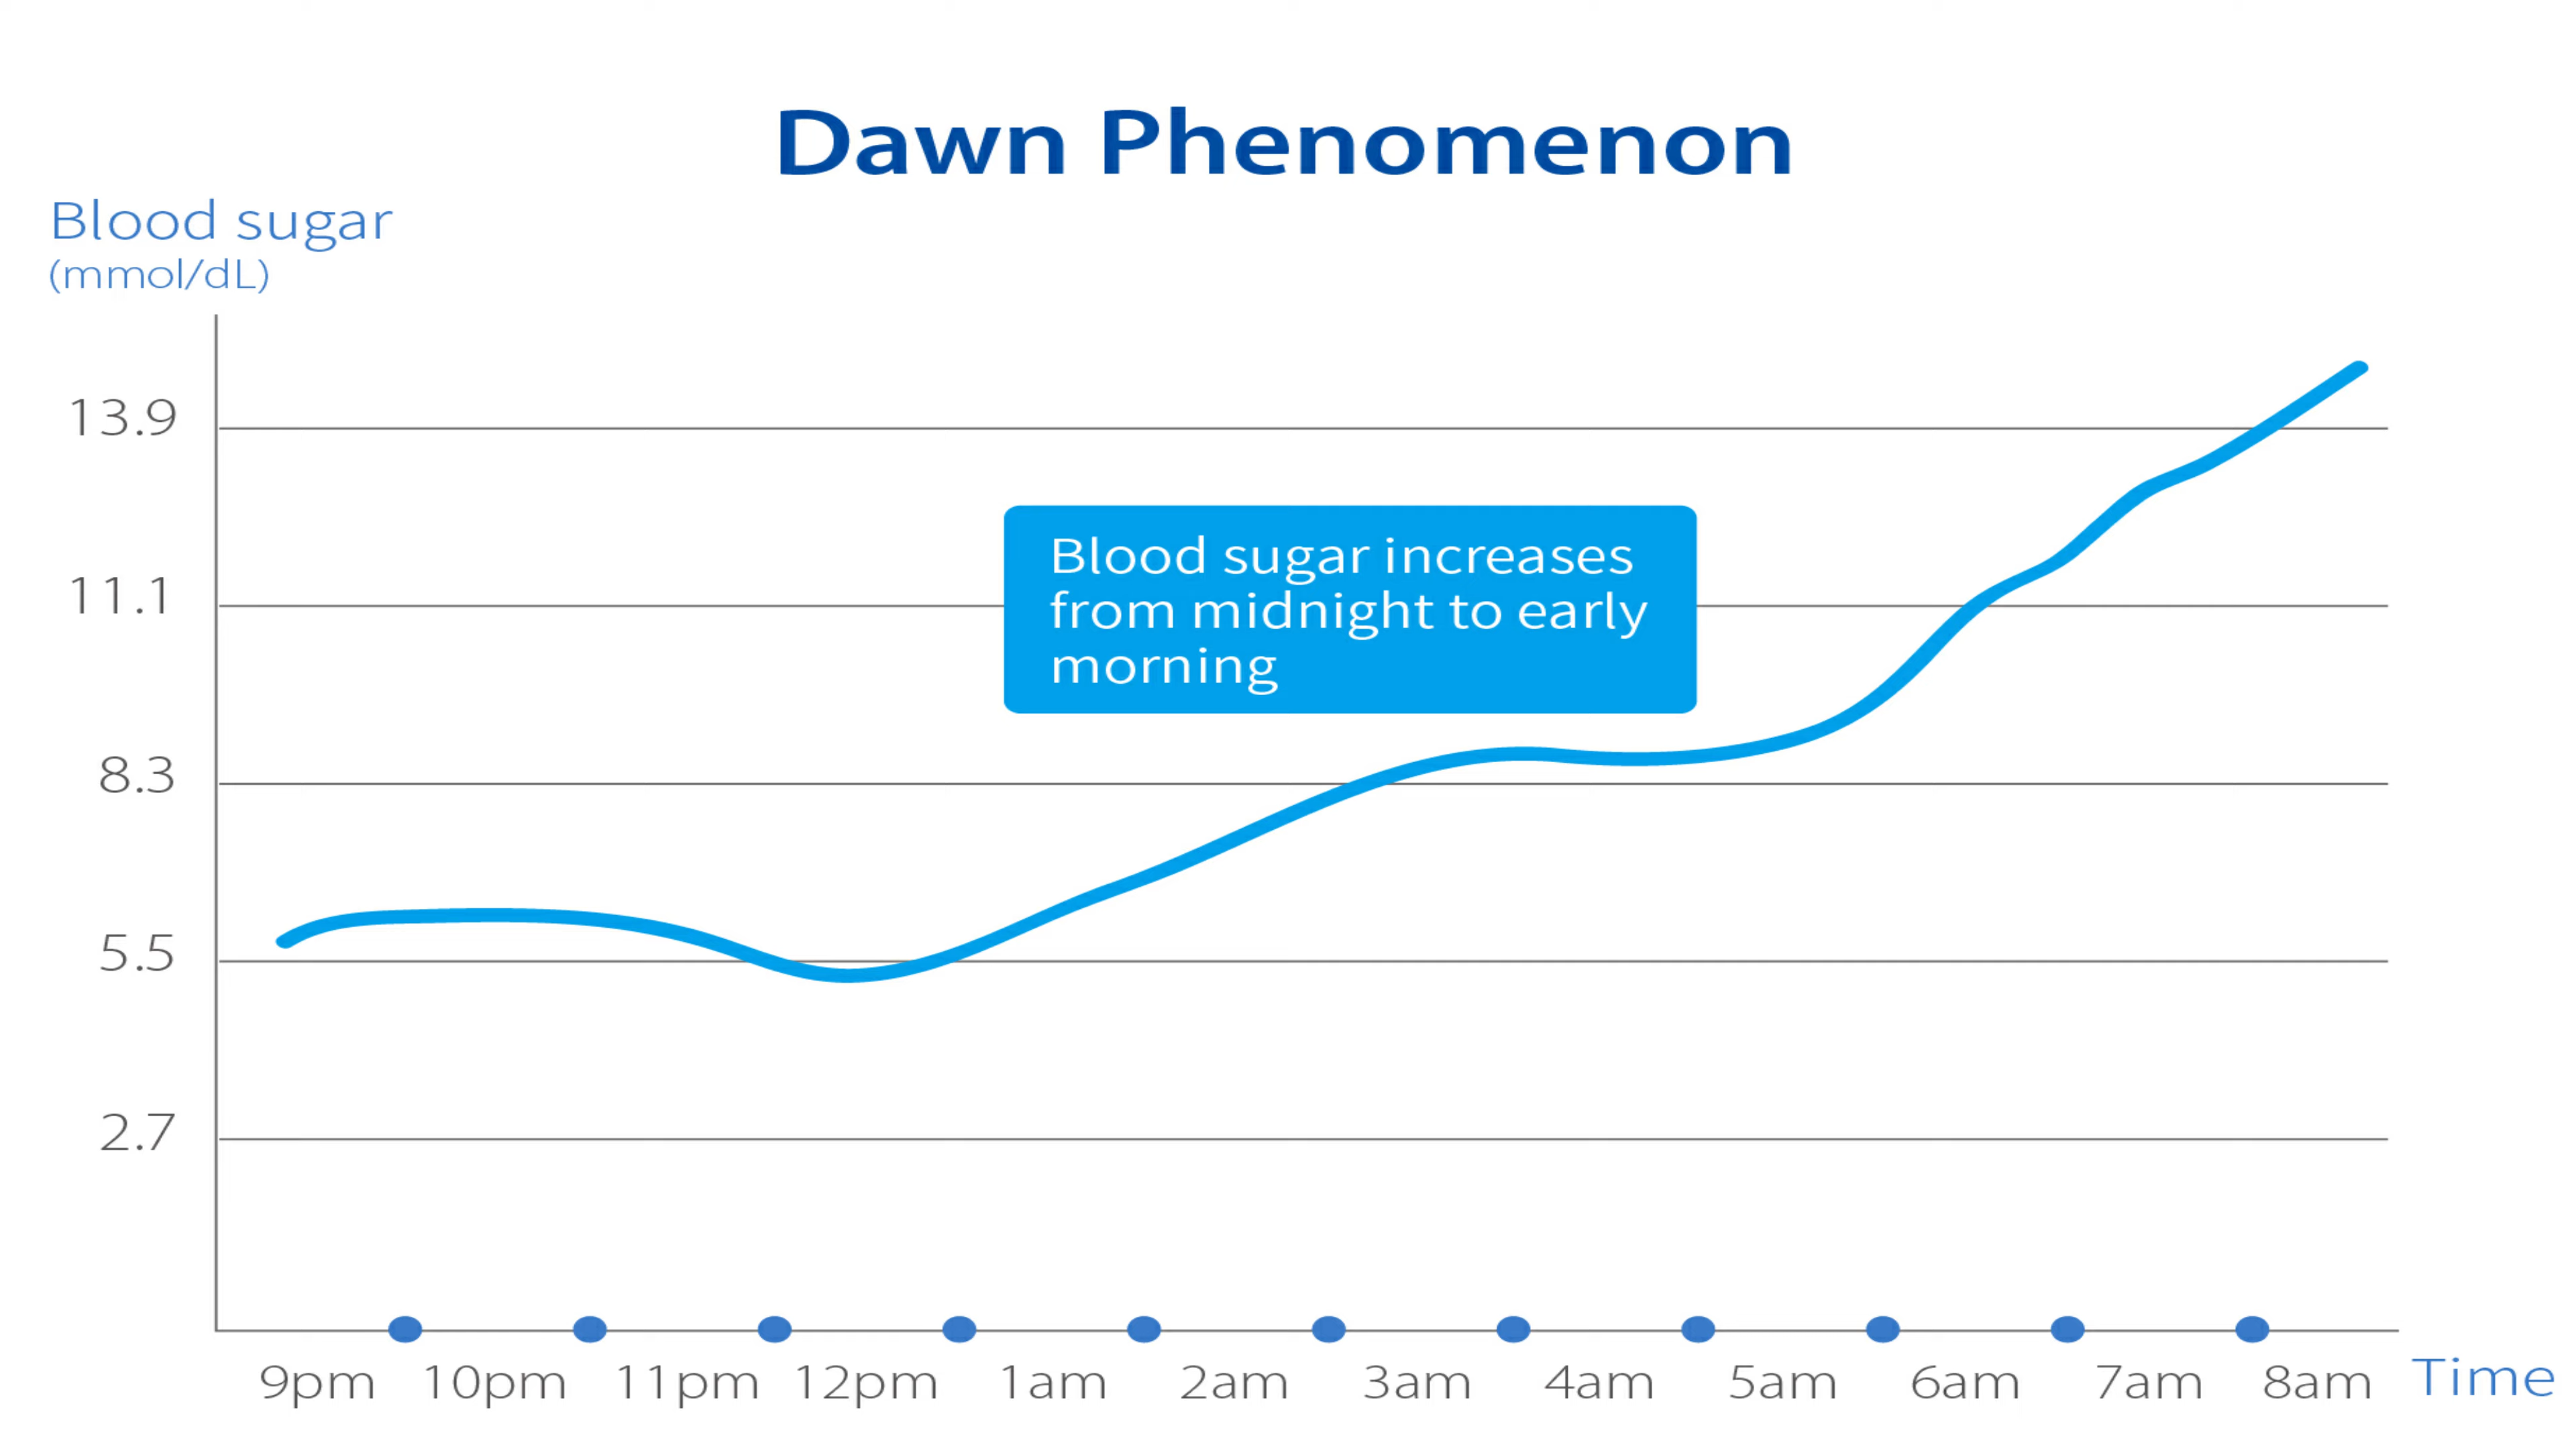 Dawn Phenomenon
Blood sugar
(mmol/dL)
13.9
11.1
8.3
5.5
2.7
Blood sugar increases
from midnight to early
morning
9pm 10pm 11pm 12pm 1am 2am 3am 4am 5am 6am 7am 8am Time